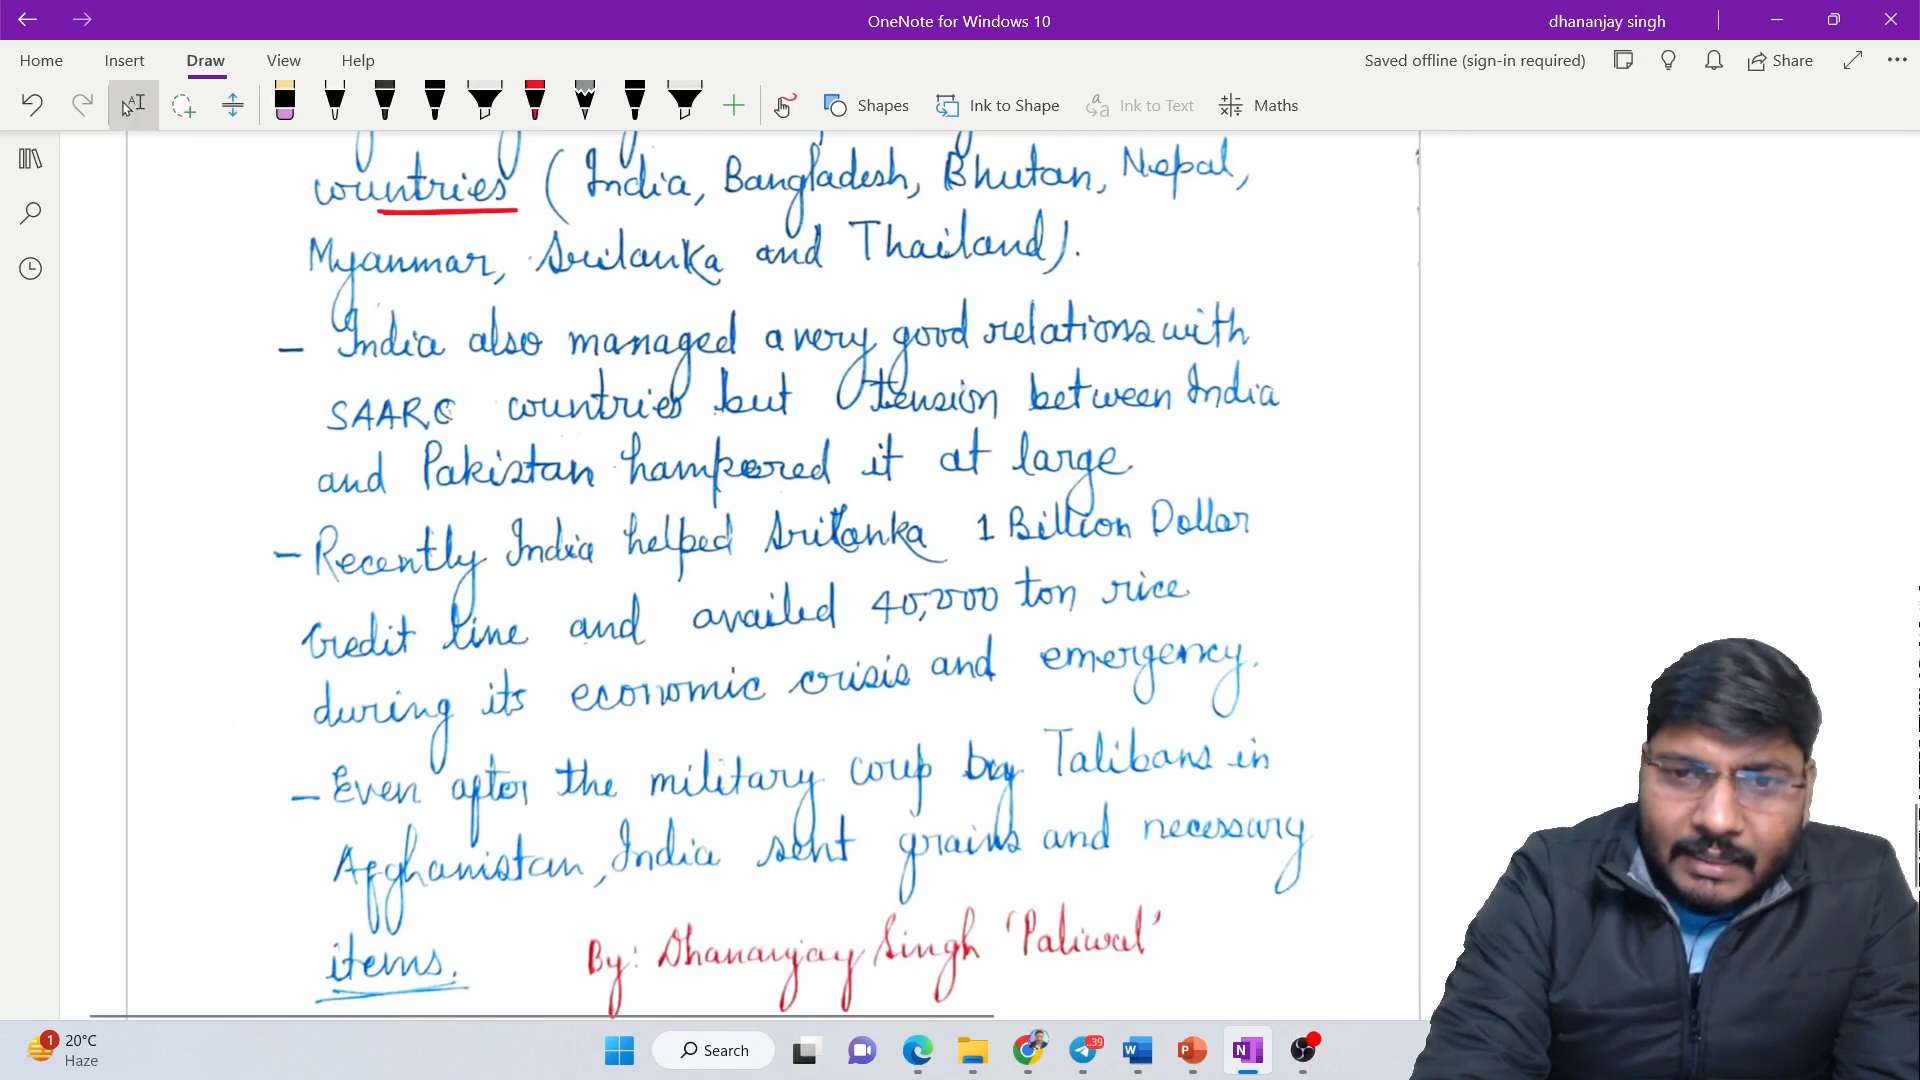 OneNote for Windows 10
dhananjay singh
Home Insert Draw View Help
Saved offline (sign-in required)
Share
Shapes
Ink to Shape
Ink to Text
Maths
countries (India, Bangladesh, Bhutan, Nepal,
Myanmar, Srilanka and Thailand).
- India also managed a very good relations with
SAARC countries but tension between India
and Pakistan hampered it at large
- Recently India helped Srilanka 1 Billion Dollar
Credit line and availed 40,000 ton rice
during its economic crisis and emergency.
- Even after the military coup by Talibans in
Afghanistan, India sent grains and necessary
items.
By: Dhananjay Singh 'Paliwal'
1
20°C
Haze
Search
39